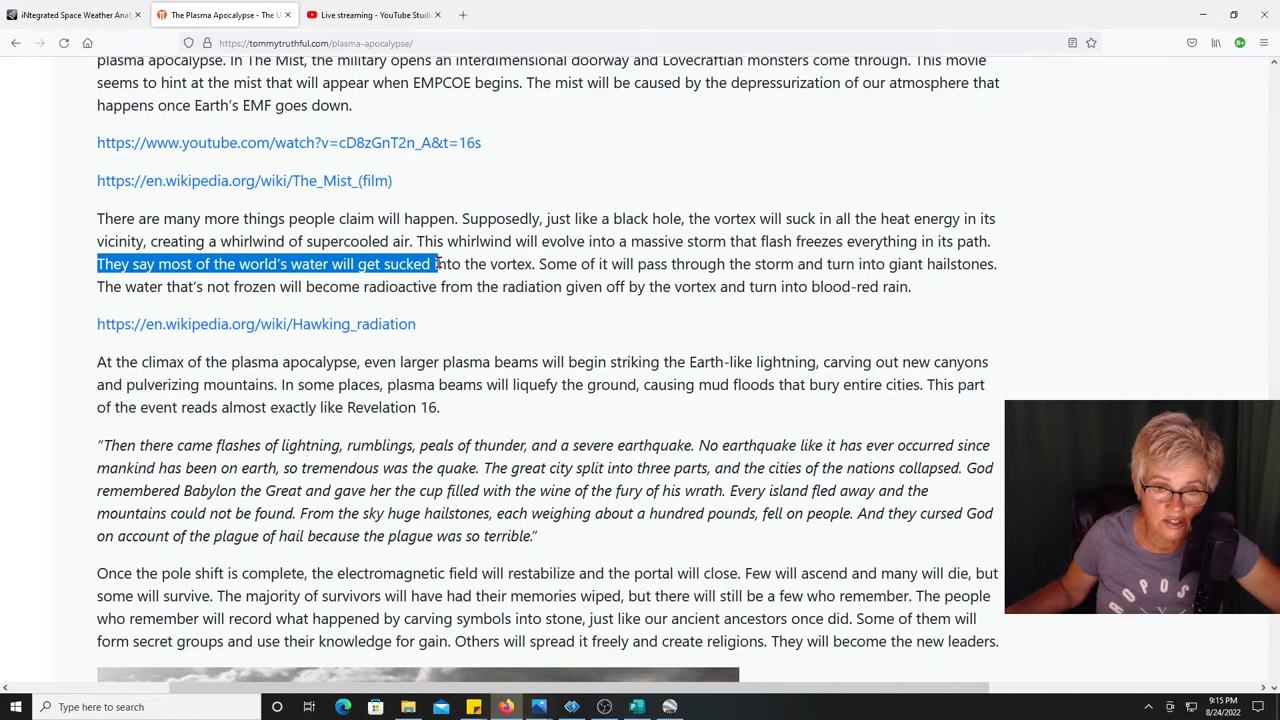 iNtegrated Space Weather Anal
The Plasma Apocalypse - The U
Live streaming - YouTube Studi
https://tommytruthful.com/plasma-apocalypse/
plasma apocalypse. In The Mist, the military opens an interdimensional doorway and Lovecraftian monsters come through. This movie
seems to hint at the mist that will appear when EMPCOE begins. The mist will be caused by the depressurization of our atmosphere that
happens once Earth's EMF goes down.
https://www.youtube.com/watch?v=cD8zGnT2n_A&t=16s
https://en.wikipedia.org/wiki/The_Mist_(film)
There are many more things people claim will happen. Supposedly, just like a black hole, the vortex will suck in all the heat energy in its
vicinity, creating a whirlwind of supercooled air. This whirlwind will evolve into a massive storm that flash freezes everything in its path.
They say most of the world's water will get sucked into the vortex. Some of it will pass through the storm and turn into giant hailstones.
The water that's not frozen will become radioactive from the radiation given off by the vortex and turn into blood-red rain.
https://en.wikipedia.org/wiki/Hawking_radiation
At the climax of the plasma apocalypse, even larger plasma beams will begin striking the Earth-like lightning, carving out new canyons
and pulverizing mountains. In some places, plasma beams will liquefy the ground, causing mud floods that bury entire cities. This part
of the event reads almost exactly like Revelation 16.
“Then there came flashes of lightning, rumblings, peals of thunder, and a severe earthquake. No earthquake like it has ever occurred since
mankind has been on earth, so tremendous was the quake. The great city split into three parts, and the cities of the nations collapsed. God
remembered Babylon the Great and gave her the cup filled with the wine of the fury of his wrath. Every island fled away and the
mountains could not be found. From the sky huge hailstones, each weighing about a hundred pounds, fell on people. And they cursed God
on account of the plague of hail because the plague was so terrible.”
Once the pole shift is complete, the electromagnetic field will restabilize and the portal will close. Few will ascend and many will die, but
some will survive. The majority of survivors will have had their memories wiped, but there will still be a few who remember. The people
who remember will record what happened by carving symbols into stone, just like our ancient ancestors once did. Some of them will
form secret groups and use their knowledge for gain. Others will spread it freely and create religions. They will become the new leaders.
Type here to search
9:15 PM
8/24/2022